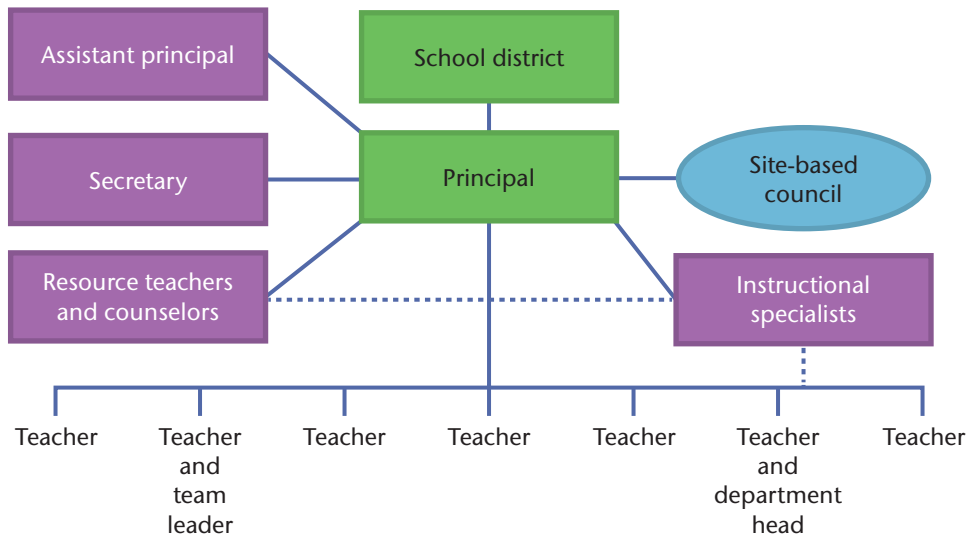 Assistant principal
School district
Secretary
Principal
Site-based
council
Resource teachers
and counselors
Instructional
specialists
Teacher
Teacher
and
team
leader
Teacher
Teacher
Teacher
Teacher
and
department
head
Teacher